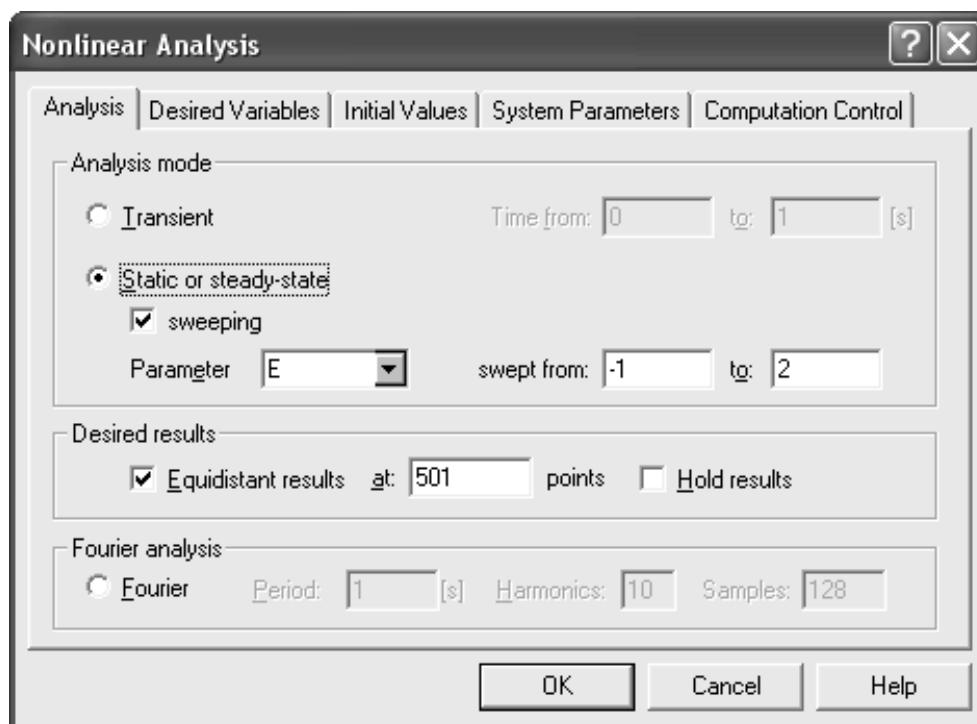 Nonlinear Analysis
Analysis Desired Variables Initial Values System Parameters Computation Control
Analysis mode
Transient Time from: 0 to: 1 [s]
Static or steady-state
sweeping
Parameter E swept from: -1 to: 2
Desired results
Equidistant results at: 501 points Hold results
Fourier analysis
Fourier Period: 1 [s] Harmonics: 10 Samples: 128
OK Cancel Help